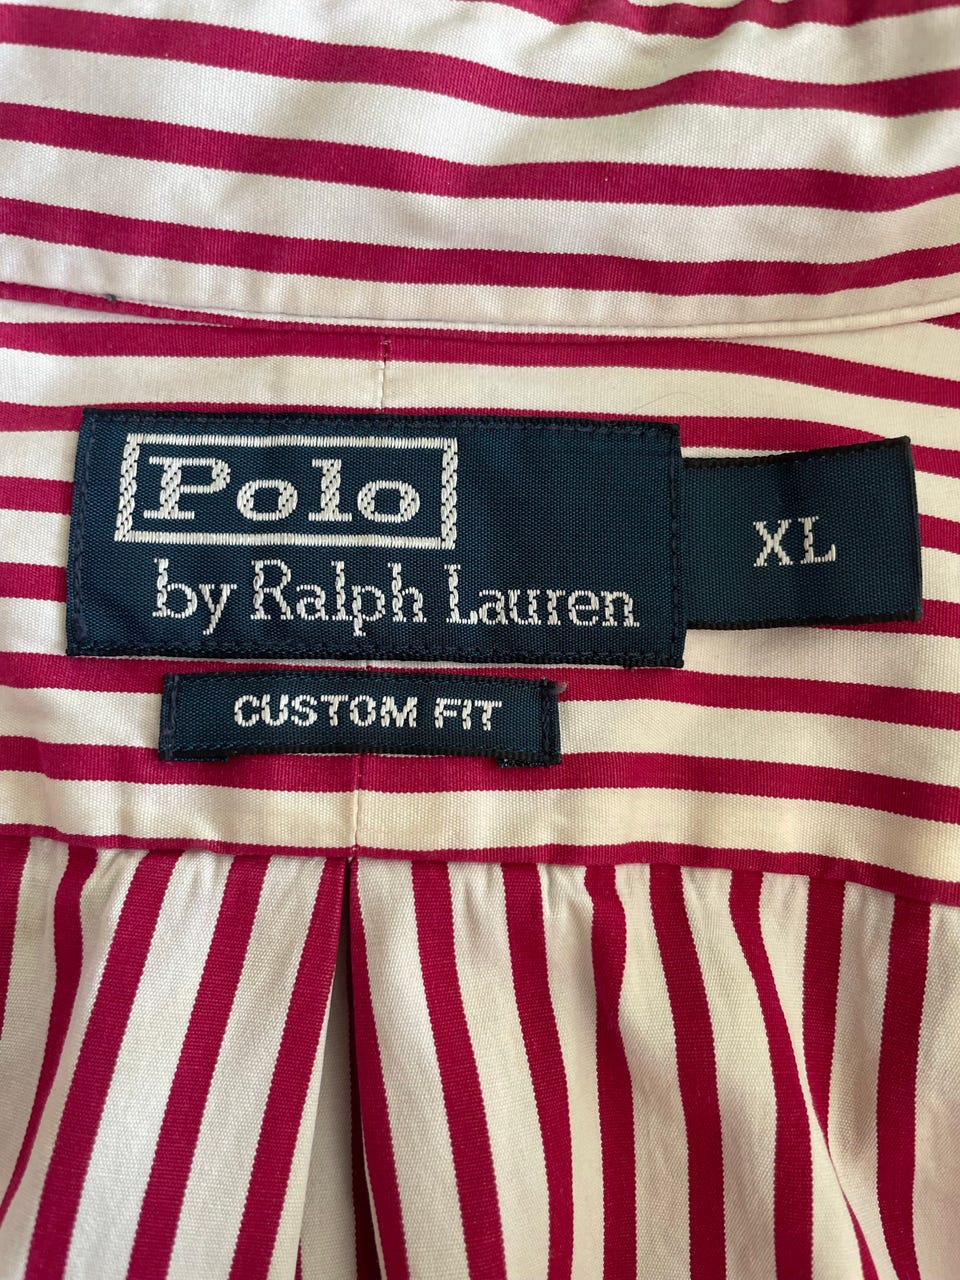 Polo
by Ralph Lauren
XL
CUSTOM FIT